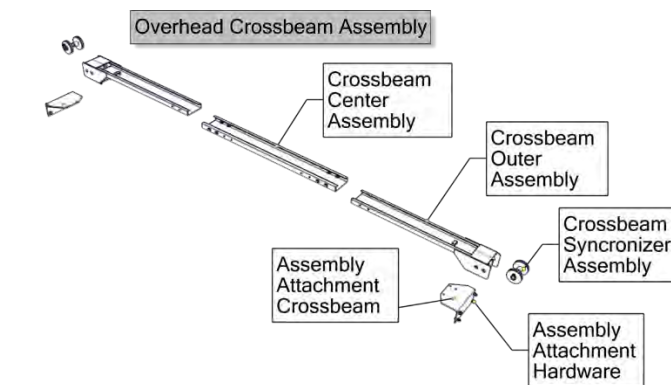 Overhead Crossbeam Assembly
Crossbeam
Center
Assembly
Crossbeam
Outer
Assembly
Crossbeam
Syncronizer
Assembly
Assembly
Attachment
Crossbeam
Assembly
Attachment
Hardware